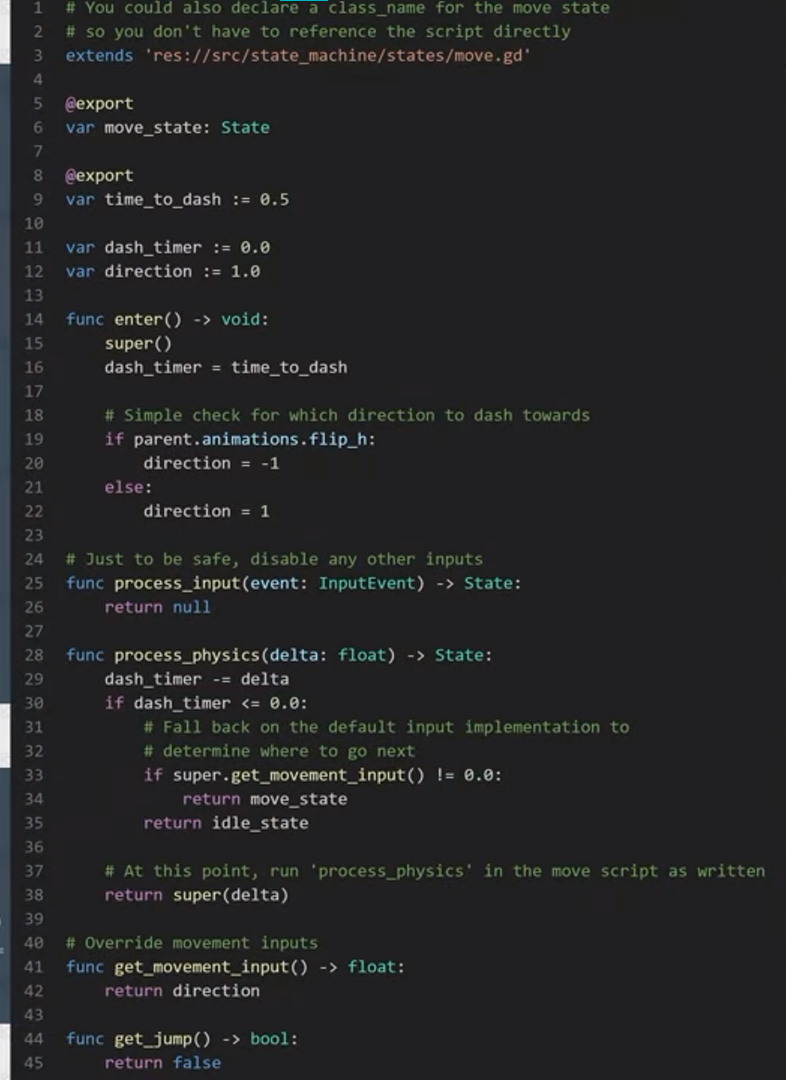 1 # You could also declare a class_name for the move state
2 # so you don't have to reference the script directly
3 extends 'res://src/state_machine/states/move.gd'
4
5 @export
6 var move_state: State
7
8 @export
9 var time_to_dash := 0.5
10
11 var dash_timer := 0.0
12 var direction := 1.0
13
14 func enter() -> void:
15     super()
16     dash_timer = time_to_dash
17
18     # Simple check for which direction to dash towards
19     if parent.animations.flip_h:
20         direction = -1
21     else:
22         direction = 1
23
24 # Just to be safe, disable any other inputs
25 func process_input(event: InputEvent) -> State:
26     return null
27
28 func process_physics(delta: float) -> State:
29     dash_timer -= delta
30     if dash_timer <= 0.0:
31         # Fall back on the default input implementation to
32         # determine where to go next
33         if super.get_movement_input() != 0.0:
34             return move_state
35         return idle_state
36
37     # At this point, run 'process_physics' in the move script as written
38     return super(delta)
39
40 # Override movement inputs
41 func get_movement_input() -> float:
42     return direction
43
44 func get_jump() -> bool:
45     return false